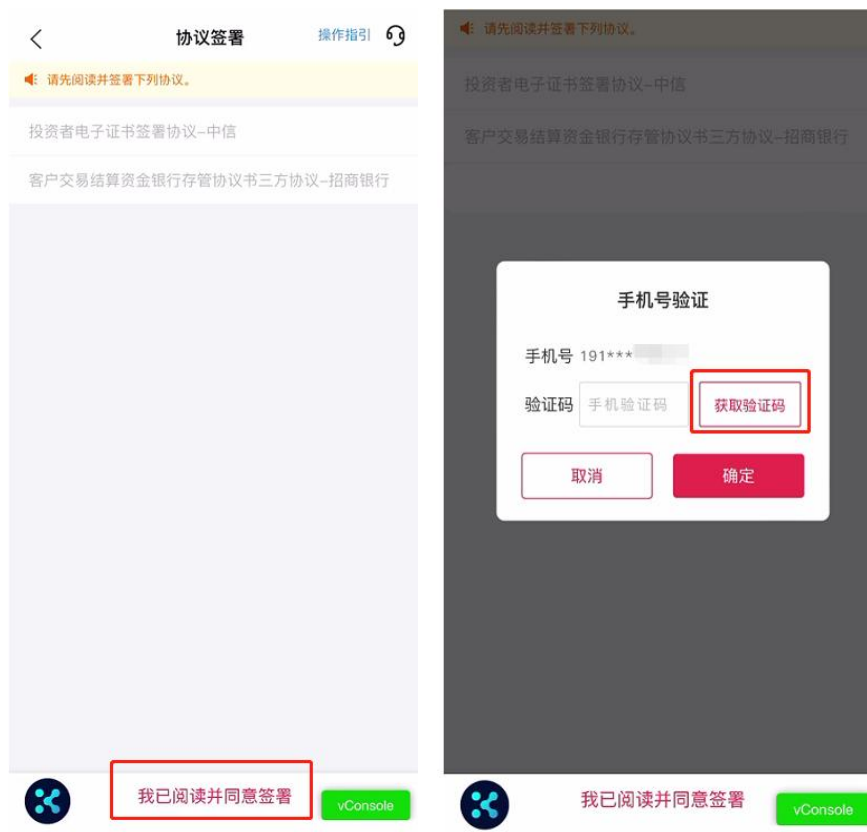 协议签署
操作指引
请先阅读并签署下列协议。
投资者电子证书签署协议–中信
客户交易结算资金银行存管协议书三方协议–招商银行
我已阅读并同意签署
vConsole
请先阅读并签署下列协议。
投资者电子证书签署协议–中信
客户交易结算资金银行存管协议书三方协议–招商银行
手机号验证
手机号 191***
验证码 手机验证码 获取验证码
取消 确定
我已阅读并同意签署
vConsole